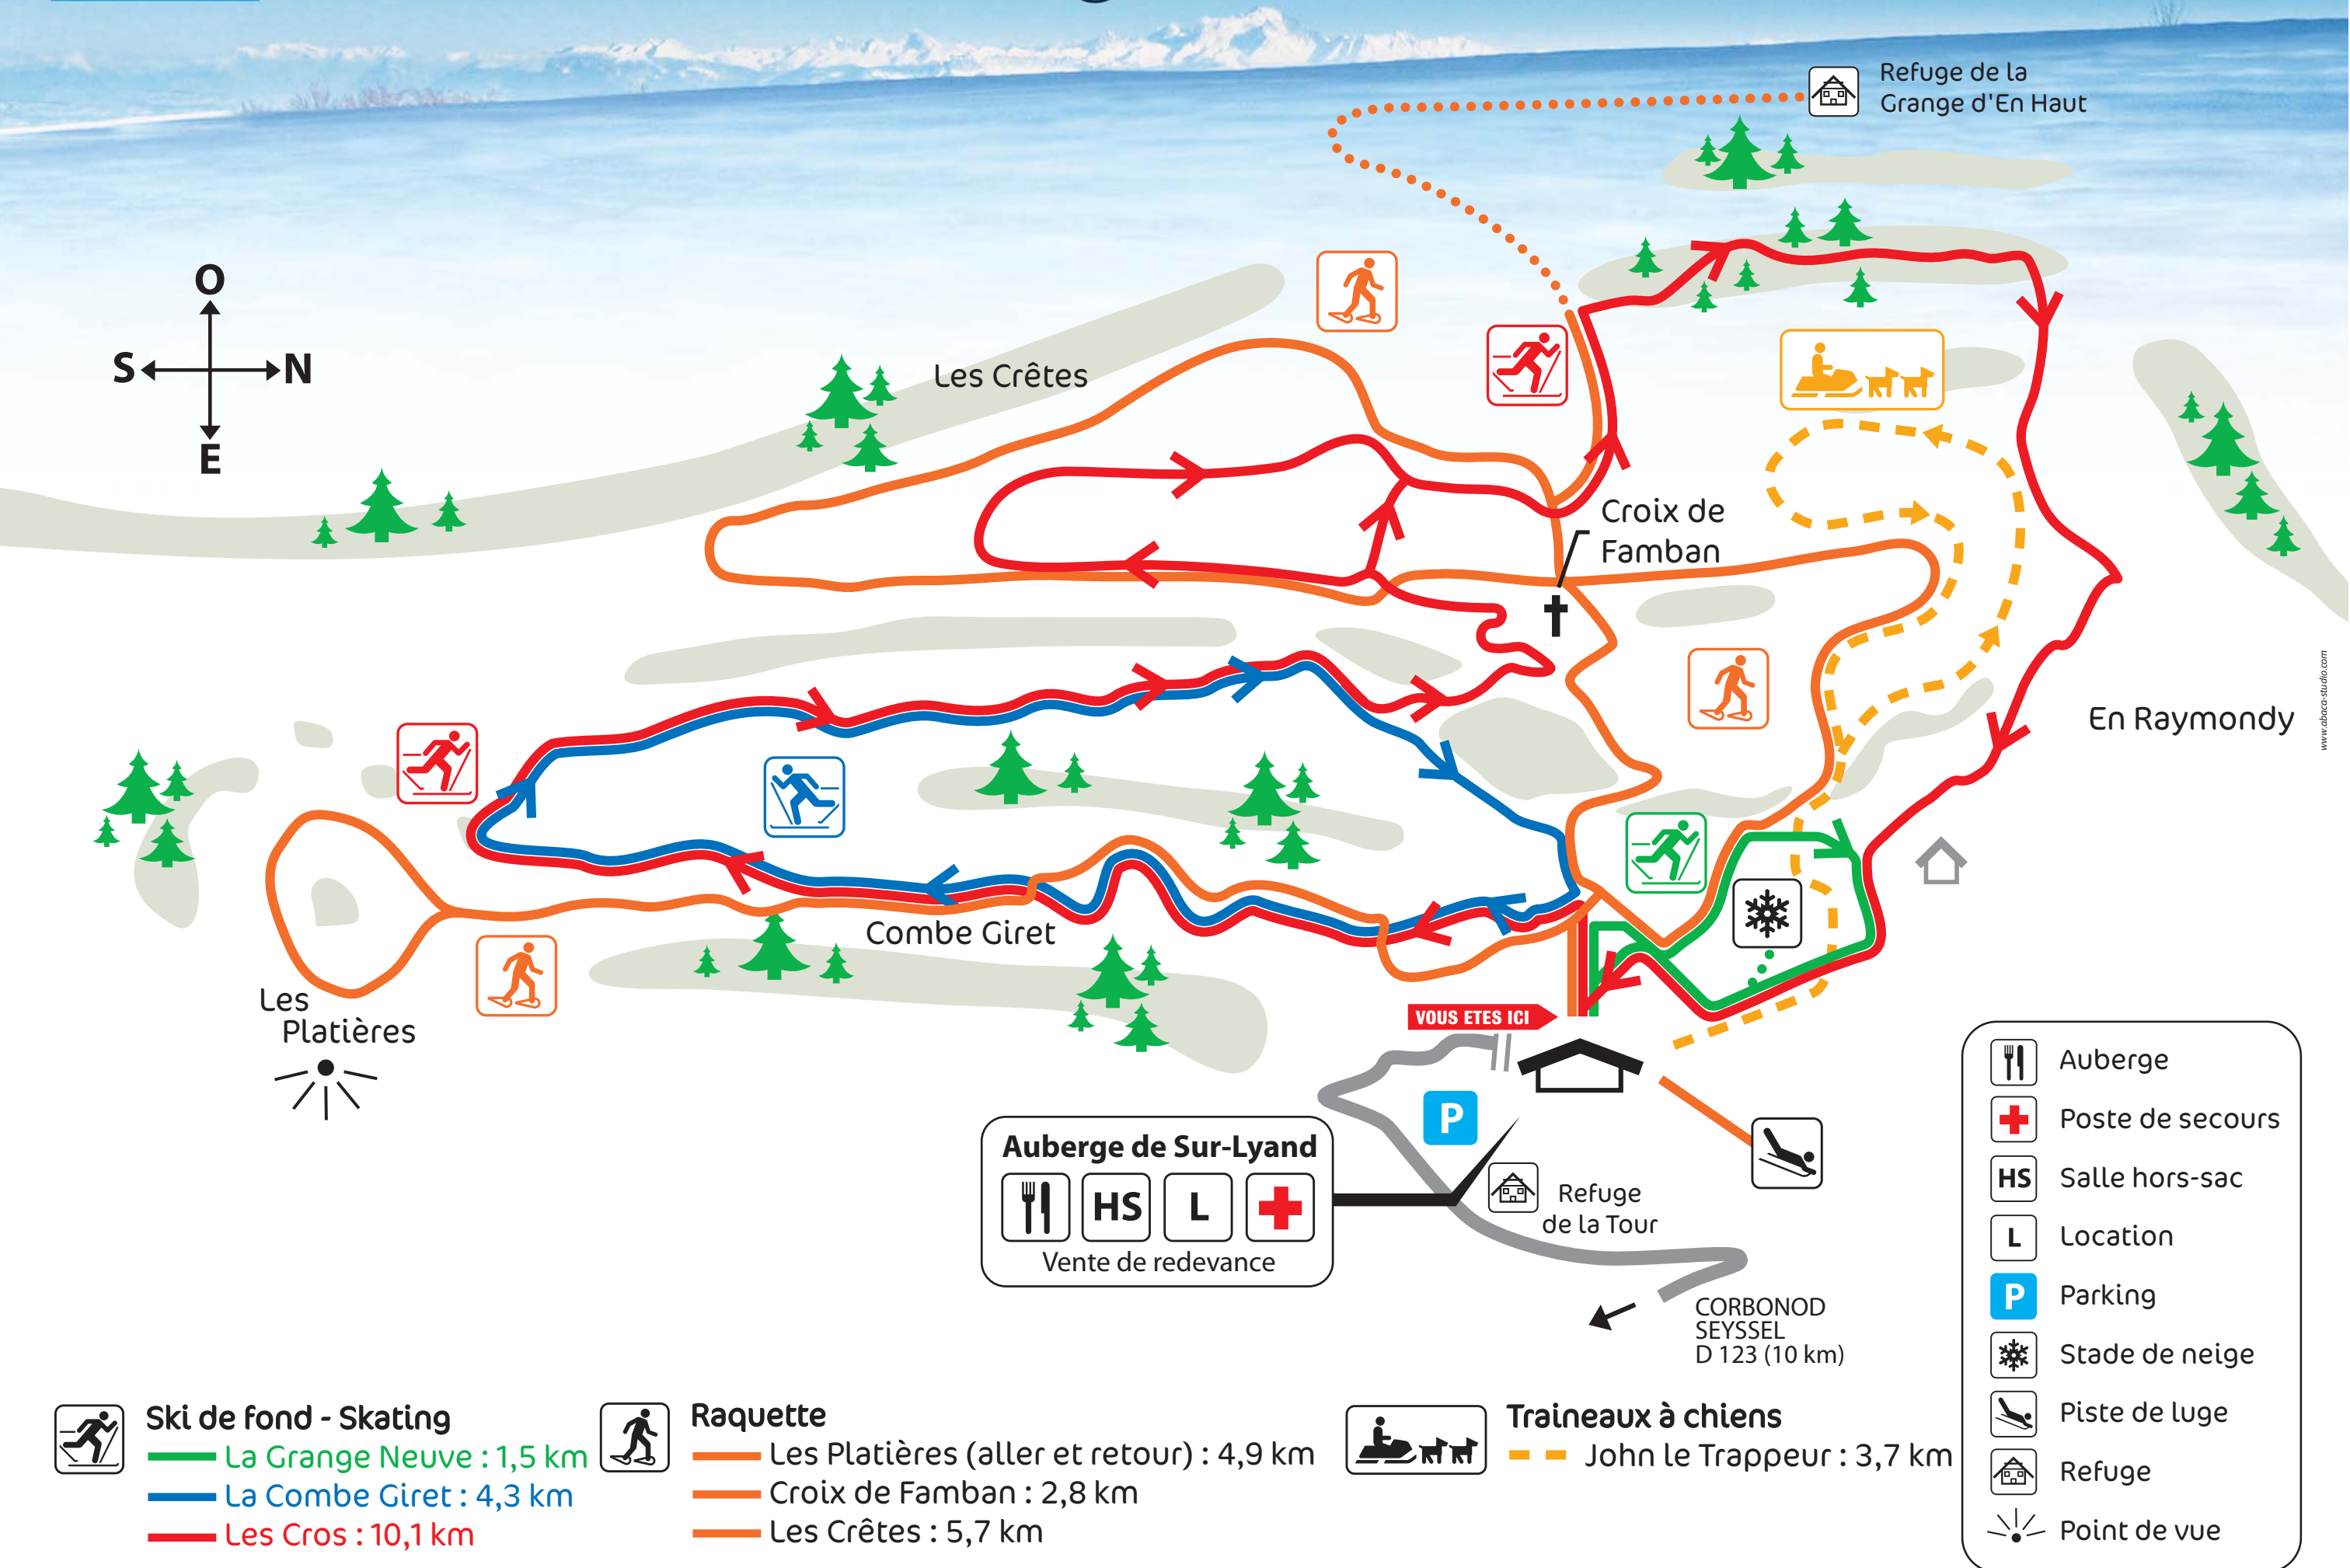 Refuge de la
Grange d'En Haut
O
S
N
E
Les Crêtes
Croix de
Famban
www.abaca-studio.com
En Raymondy
Combe Giret
Les
Platières
VOUS ETES ICI
P
Auberge de Sur-Lyand
HS
L
Vente de redevance
Refuge
de la Tour
CORBONOD
SEYSSEL
D 123 (10 km)
Auberge
Poste de secours
HS
Salle hors-sac
L
Location
P
Parking
Stade de neige
Piste de luge
Refuge
Point de vue
Ski de fond - Skating
La Grange Neuve : 1,5 km
La Combe Giret : 4,3 km
Les Cros : 10,1 km
Raquette
Les Platières (aller et retour) : 4,9 km
Croix de Famban : 2,8 km
Les Crêtes : 5,7 km
Traineaux à chiens
John le Trappeur : 3,7 km